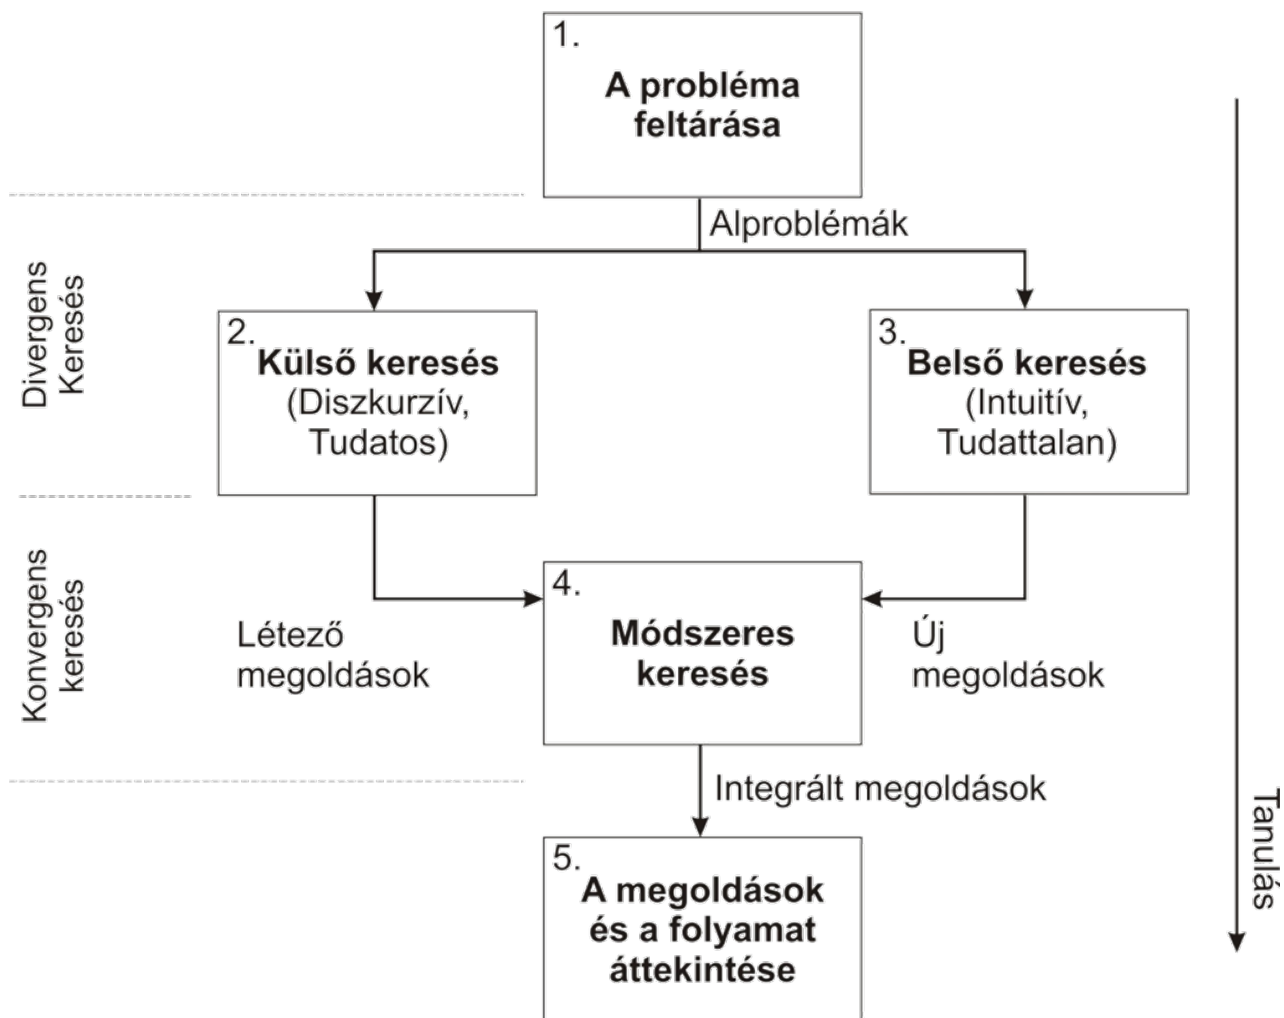 1.
A probléma
feltárása
Alproblémák
Divergens
Keresés
2.
Külső keresés
(Diszkurzív,
Tudatos)
3.
Belső keresés
(Intuitív,
Tudattalan)
Konvergens
keresés
Létező
megoldások
4.
Módszeres
keresés
Új
megoldások
Integrált megoldások
5.
A megoldások
és a folyamat
áttekintése
Tanulás